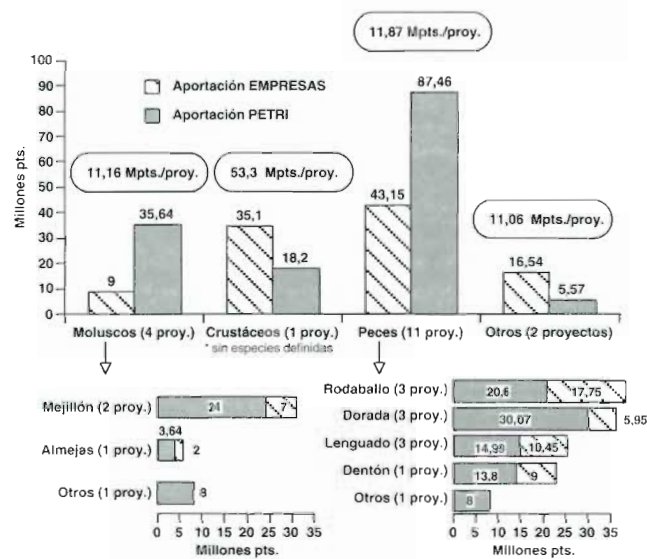 11,87 Mpts./proy.
100
90
80
70
60
50
40
30
20
10
0
Millones pts.
Aportación EMPRESAS
Aportación PETRI
87,46
11,16 Mpts./proy.
53,3 Mpts./proy.
43,15
35,64
35,1
11,06 Mpts./proy.
18,2
16,54
9
5,57
Moluscos (4 proy.) Crustáceos (1 proy.) Peces (11 proy.) Otros (2 proyectos)
* sin especies definidas
Mejillón (2 proy.) 24 7
3,64
Almejas (1 proy.) 2
Otros (1 proy.) 8
0 5 10 15 20 25 30 35
Millones pts.
Rodaballo (3 proy.) 20,6 17,75
Dorada (3 proy.) 30,07 5,95
Lenguado (3 proy.) 14,99 10,45
Dentón (1 proy.) 13,8 9
Otros (1 proy.) 8
0 5 10 15 20 25 30 35
Millones pts.